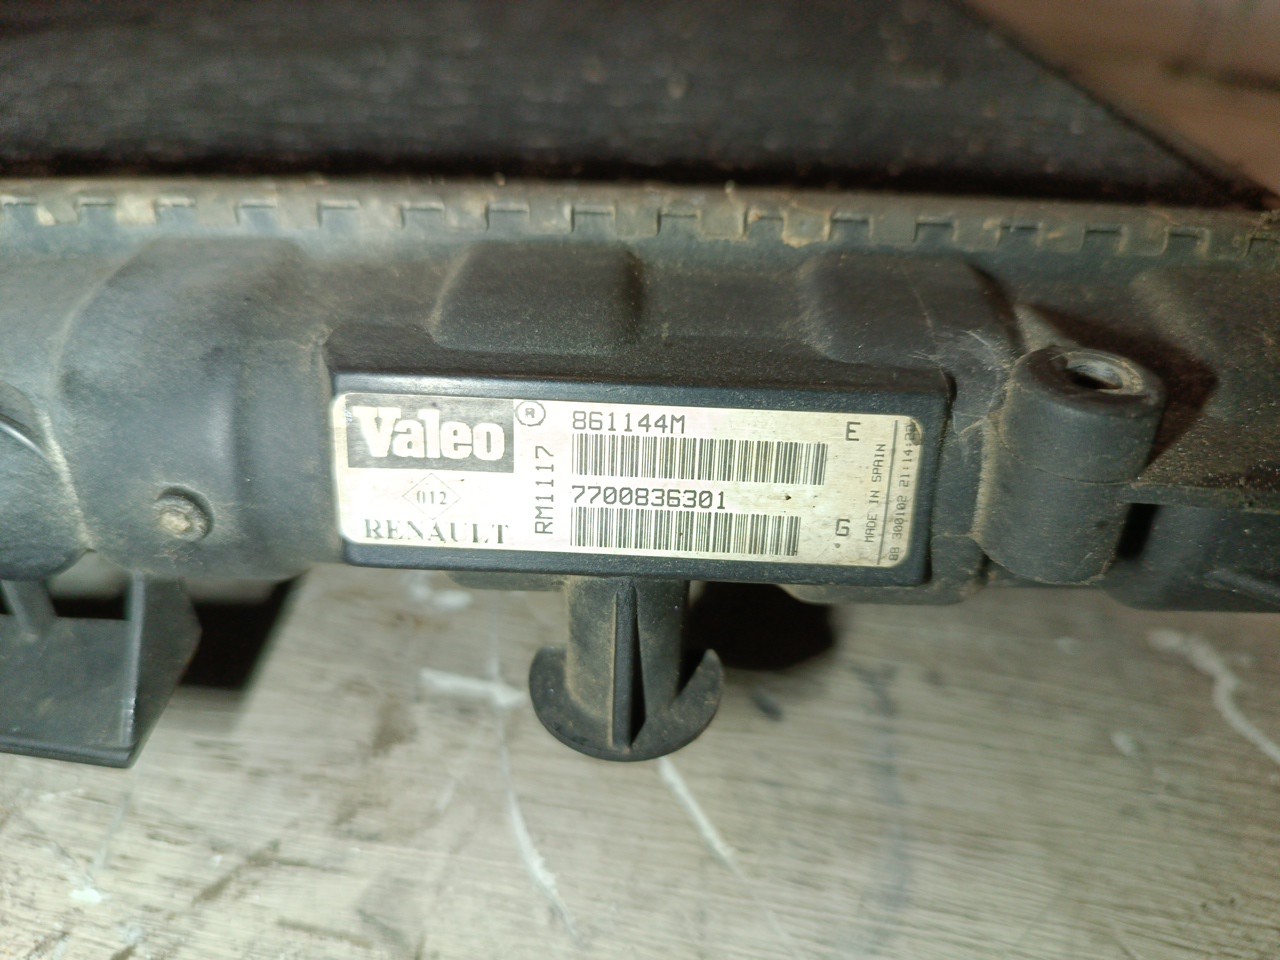 Valeo ®
012
RENAULT
RM1117
861144M
E
7700836301
G
MADE IN SPAIN